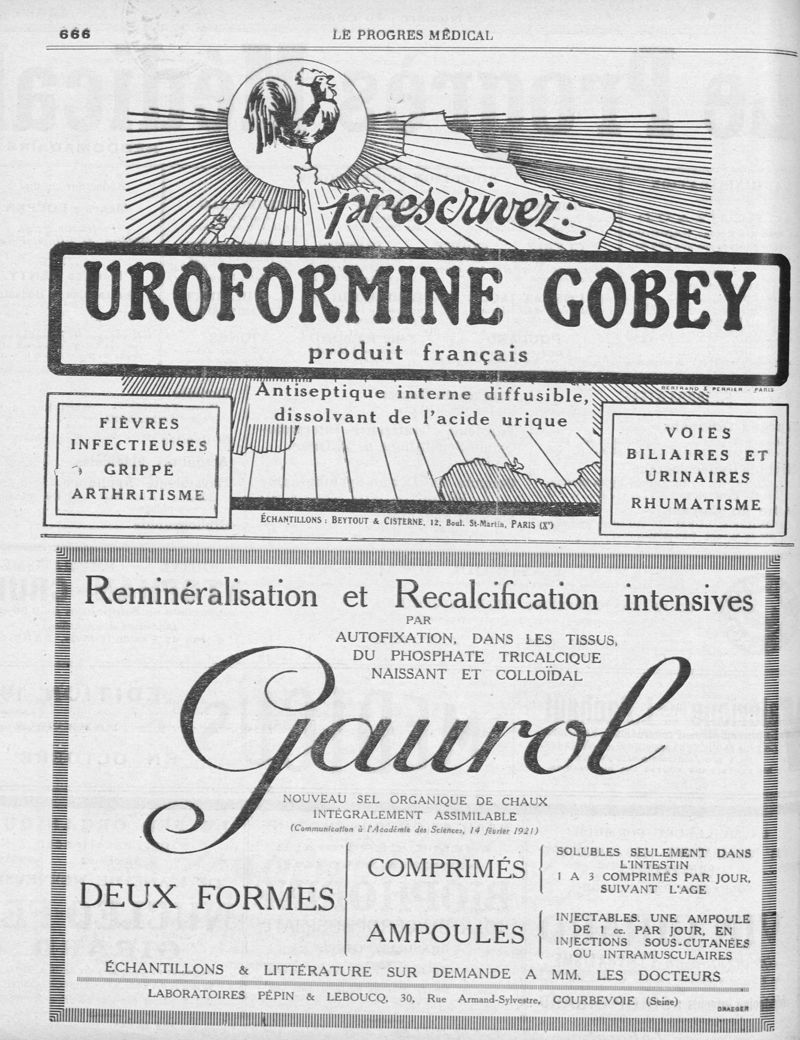 666
LE PROGRES MÉDICAL
prescrivez:
UROFORMINE GOBEY
produit français
BERTRAND & PERRIER - PARIS
Antiseptique interne diffusible,
dissolvant de l'acide urique
FIÈVRES
INFECTIEUSES
GRIPPE
ARTHRITISME
VOIES
BILIAIRES ET
URINAIRES
RHUMATISME
ÉCHANTILLONS : BEYTOUT & CISTERNE, 12, Boul. St-Martin, PARIS (Xe)
Reminéralisation et Recalcification intensives
PAR
AUTOFIXATION, DANS LES TISSUS,
DU PHOSPHATE TRICALCIQUE
NAISSANT ET COLLOÏDAL
Gaurol
NOUVEAU SEL ORGANIQUE DE CHAUX
INTÉGRALEMENT ASSIMILABLE
(Communication à l'Académie des Sciences, 14 février 1921)
DEUX FORMES
COMPRIMÉS
SOLUBLES SEULEMENT DANS
L'INTESTIN
1 A 3 COMPRIMÉS PAR JOUR,
SUIVANT L'AGE
AMPOULES
INJECTABLES. UNE AMPOULE
DE 1 cc. PAR JOUR, EN
INJECTIONS SOUS-CUTANÉES
OU INTRAMUSCULAIRES
ÉCHANTILLONS & LITTÉRATURE SUR DEMANDE A MM. LES DOCTEURS
LABORATOIRES PÉPIN & LEBOUCQ, 30, Rue Armand-Sylvestre, COURBEVOIE (Seine)
DRAEGER